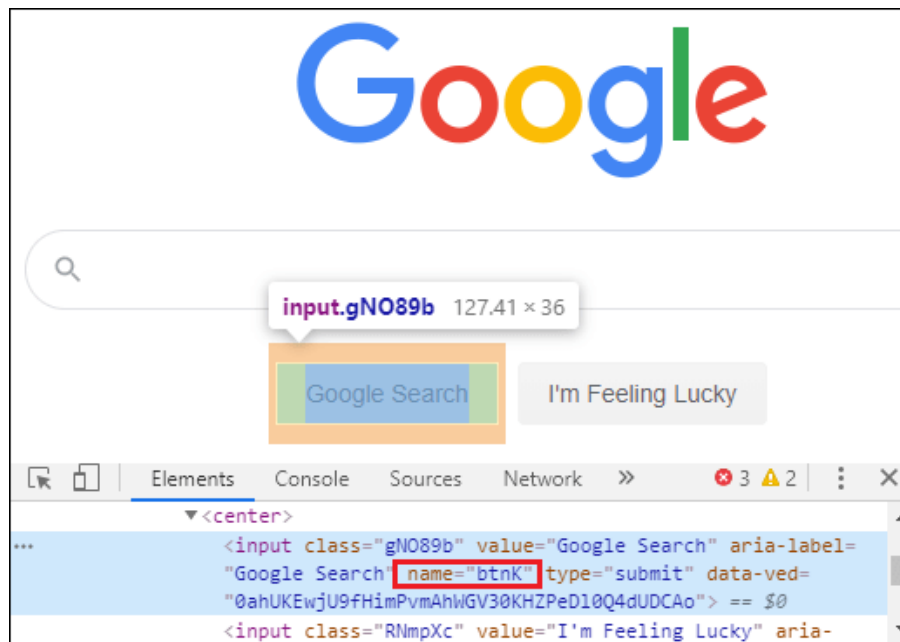 Google
input.gNO89b 127.41 × 36
Google Search I'm Feeling Lucky
Elements Console Sources Network » 3 2
▼<center>
... <input class="gNO89b" value="Google Search" aria-label=
"Google Search" name="btnK" type="submit" data-ved=
"0ahUKEwjU9fHimPvmAhWGV30KHZPeDl0Q4dUDCAo"> == $0
<input class="RNmpXc" value="I'm Feeling Lucky" aria-